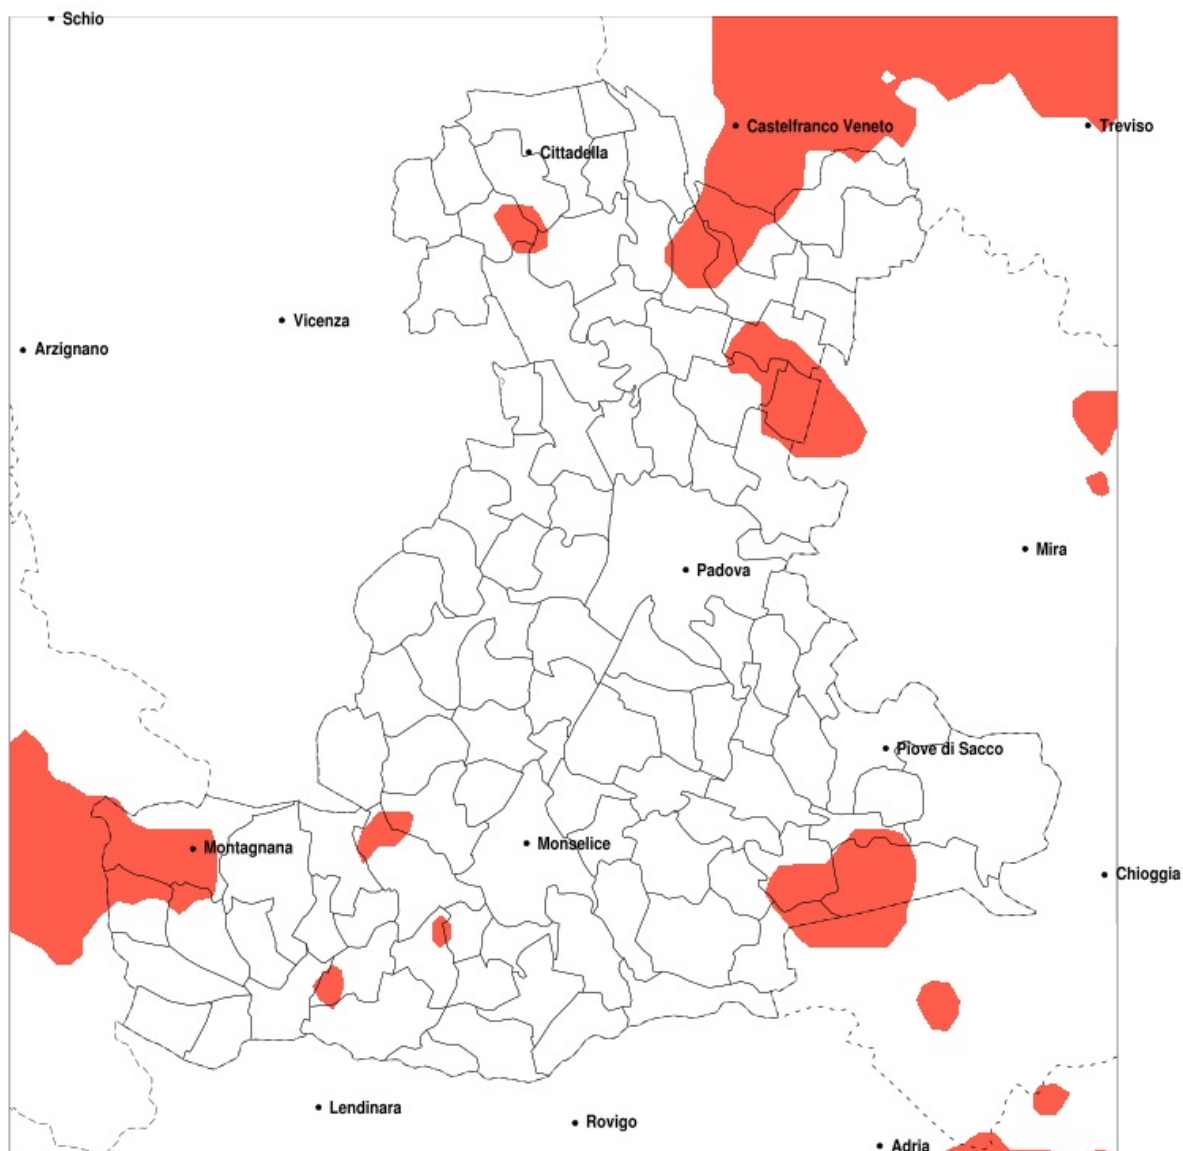 Schio
Castelfranco Veneto
Treviso
Cittadella
Vicenza
Arzignano
Mira
Padova
Piove di Sacco
Montagnana
Monselice
Chioggia
Lendinara
Rovigo
Adria